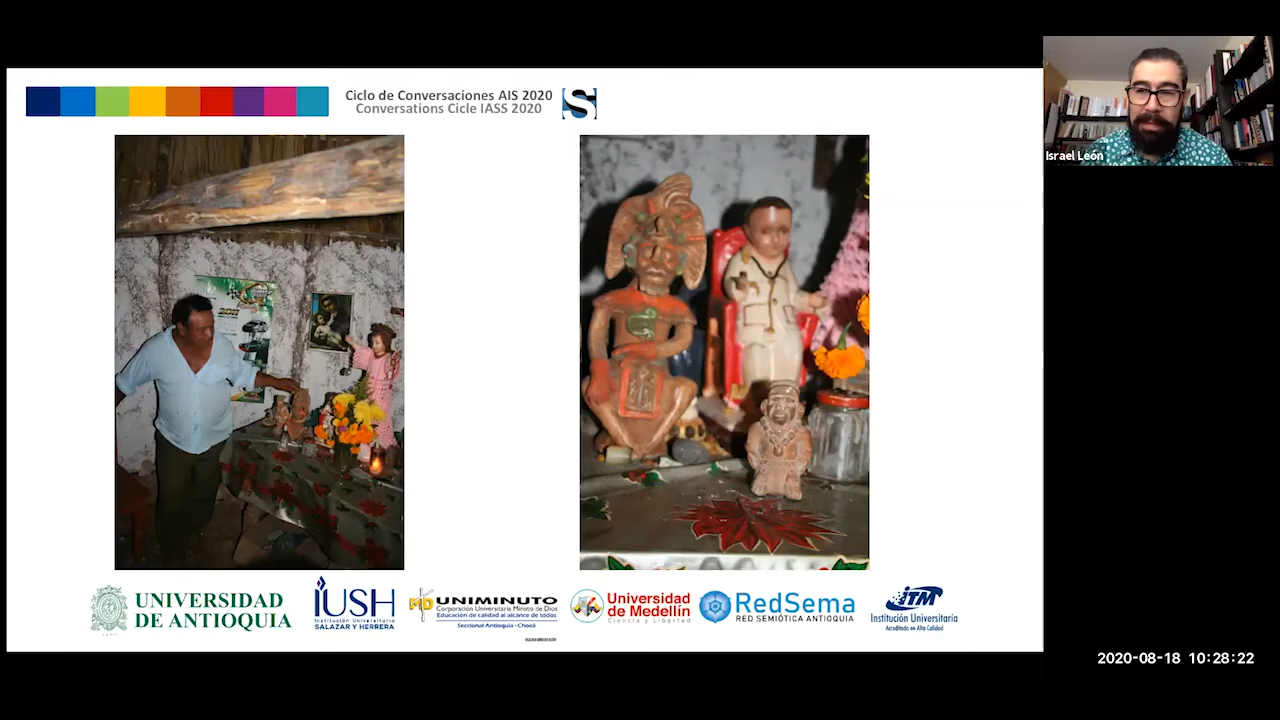 Ciclo de Conversaciones AIS 2020
Conversations Cicle IASS 2020
S
Israel León
UNIVERSIDAD
DE ANTIOQUIA
1803
IUSH
Institución Universitaria
SALAZAR Y HERRERA
MD UNIMINUTO
Corporación Universitaria Minuto de Dios
Educación de calidad al alcance de todos
Seccional Antioquia - Chocó
Universidad
de Medellín
Ciencia y Libertad
RedSema
RED SEMIÓTICA ANTIOQUIA
ITM
Institución Universitaria
Acreditada en Alta Calidad
2020-08-18 10:28:22